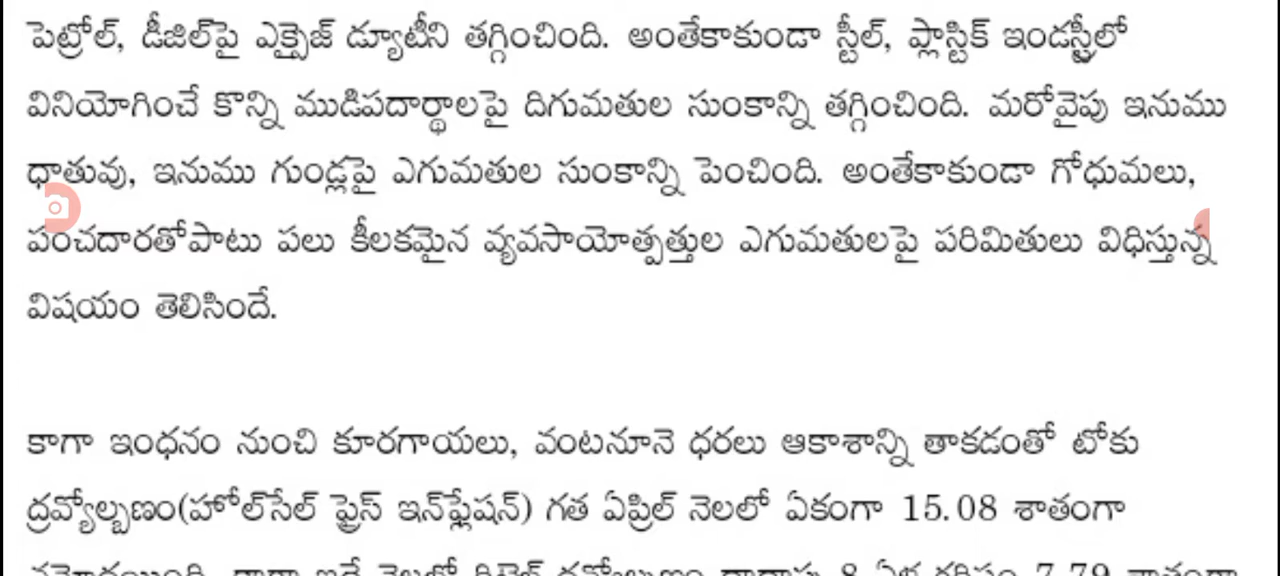 పెట్రోల్, డీజిల్‌పై ఎక్సైజ్ డ్యూటీని తగ్గించింది. అంతేకాకుండా స్టీల్, ప్లాస్టిక్ ఇండస్ట్రీలో
వినియోగించే కొన్ని ముడిపదార్థాలపై దిగుమతుల సుంకాన్ని తగ్గించింది. మరోవైపు ఇనుము
ధాతువు, ఇనుము గుండ్లపై ఎగుమతుల సుంకాన్ని పెంచింది. అంతేకాకుండా గోధుమలు,
పంచదారతోపాటు పలు కీలకమైన వ్యవసాయోత్పత్తుల ఎగుమతులపై పరిమితులు విధిస్తున్న
విషయం తెలిసిందే.
కాగా ఇంధనం నుంచి కూరగాయలు, వంటనూనె ధరలు ఆకాశాన్ని తాకడంతో టోకు
ద్రవ్యోల్బణం(హోల్‌సేల్ ఫ్రైస్ ఇన్‌ఫ్లేషన్) గత ఏప్రిల్ నెలలో ఏకంగా 15.08 శాతంగా